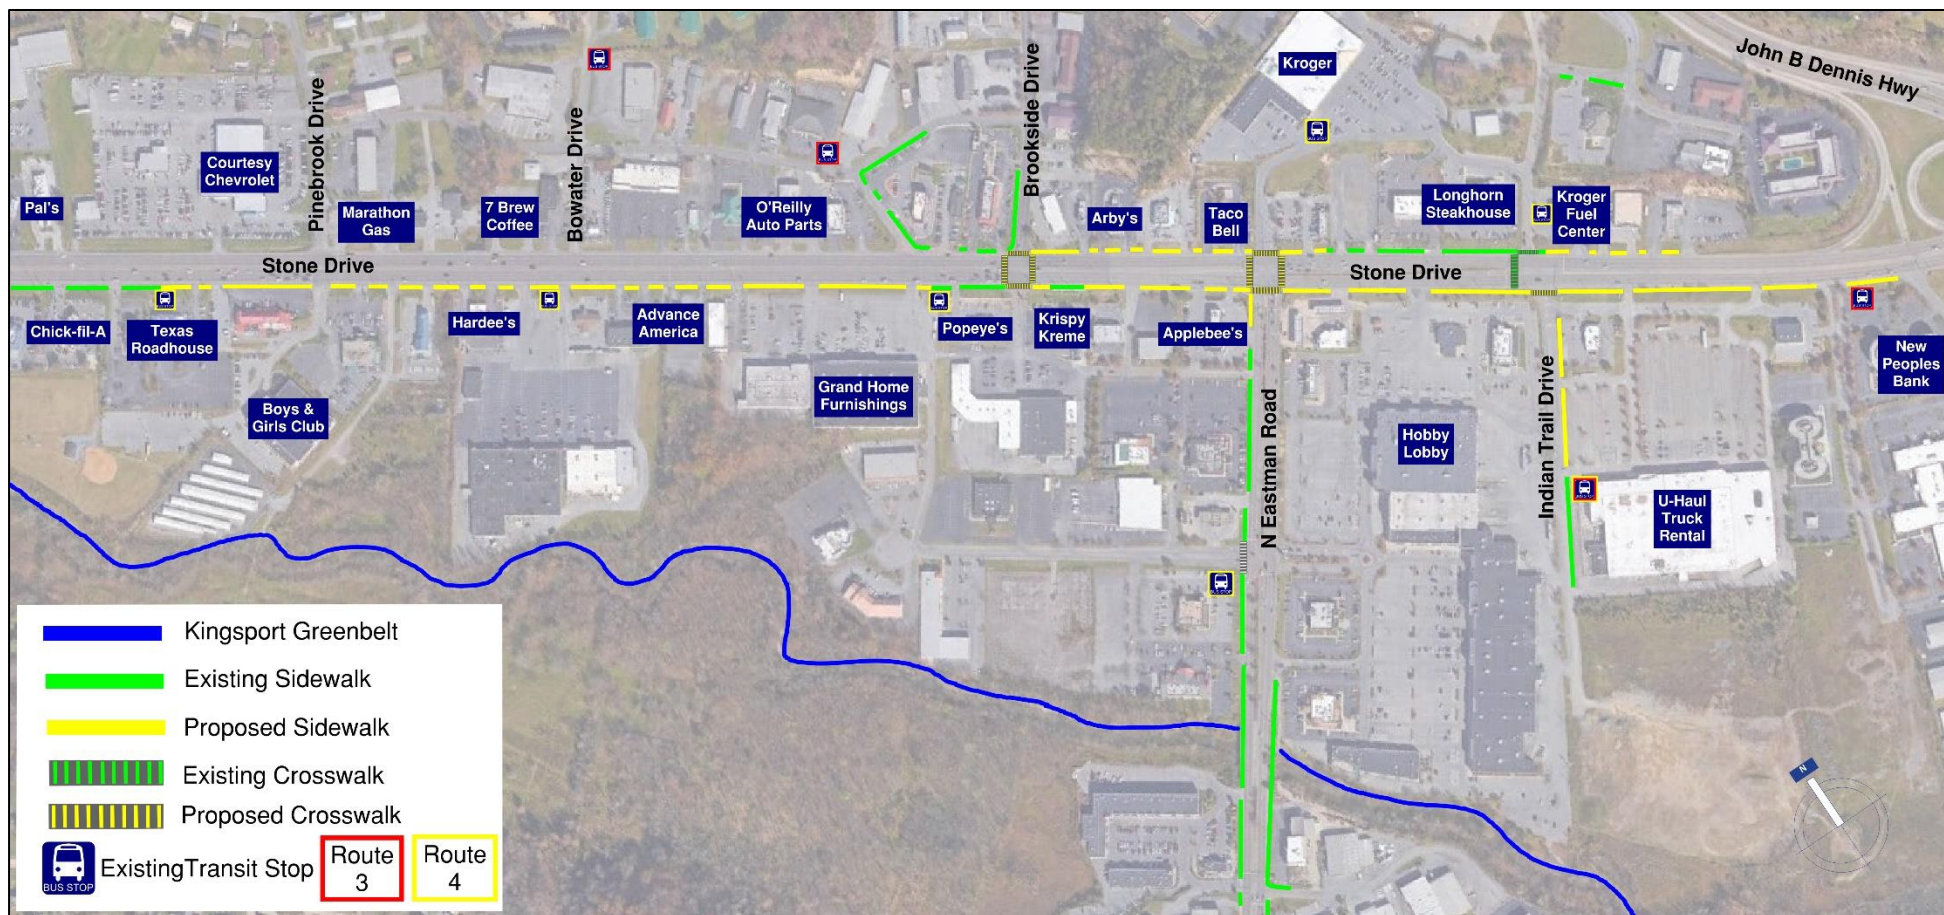 John B Dennis Hwy
Kroger
Brookside Drive
Pinebrook Drive
Bowater Drive
Courtesy
Chevrolet
Pal's
Marathon
Gas
7 Brew
Coffee
O'Reilly
Auto Parts
Arby's
Taco
Bell
Longhorn
Steakhouse
Kroger
Fuel
Center
Stone Drive
Stone Drive
Chick-fil-A
Texas
Roadhouse
Hardee's
Advance
America
Popeye's
Krispy
Kreme
Applebee's
New
Peoples
Bank
Boys &
Girls Club
Grand Home
Furnishings
N Eastman Road
Hobby
Lobby
Indian Trail Drive
U-Haul
Truck
Rental
Kingsport Greenbelt
Existing Sidewalk
Proposed Sidewalk
Existing Crosswalk
Proposed Crosswalk
BUS STOP
ExistingTransit Stop
Route
3
Route
4
N